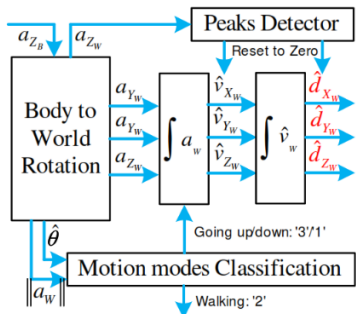 a_{Z_B} a_{Z_W} Peaks Detector
Reset to Zero
Body to
World
Rotation
a_{Y_W}
a_{Y_W}
a_{Z_W}
∫ a_w
v̂_{X_W}
v̂_{Y_W}
v̂_{Z_W}
∫ v̂_w
d̂_{X_W}
d̂_{Y_W}
d̂_{Z_W}
Going up/down: '3'/'1'
θ̂
‖a_W‖
Motion modes Classification
Walking: '2'